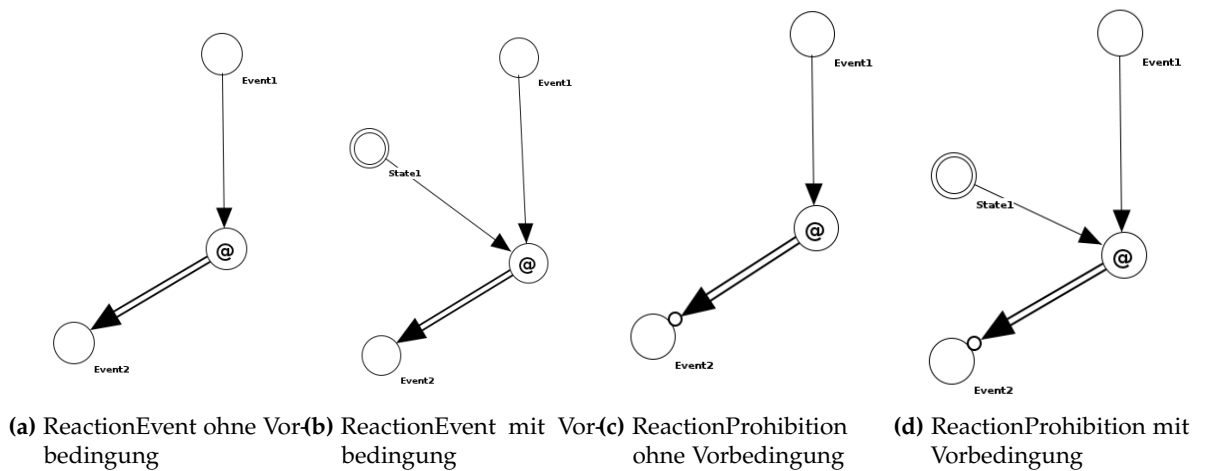 Event1
@
Event2
(a) ReactionEvent ohne Vor-
bedingung
Event1
State1
@
Event2
(b) ReactionEvent mit Vor-
bedingung
Event1
@
Event2
(c) ReactionProhibition
ohne Vorbedingung
Event1
State1
@
Event2
(d) ReactionProhibition mit
Vorbedingung